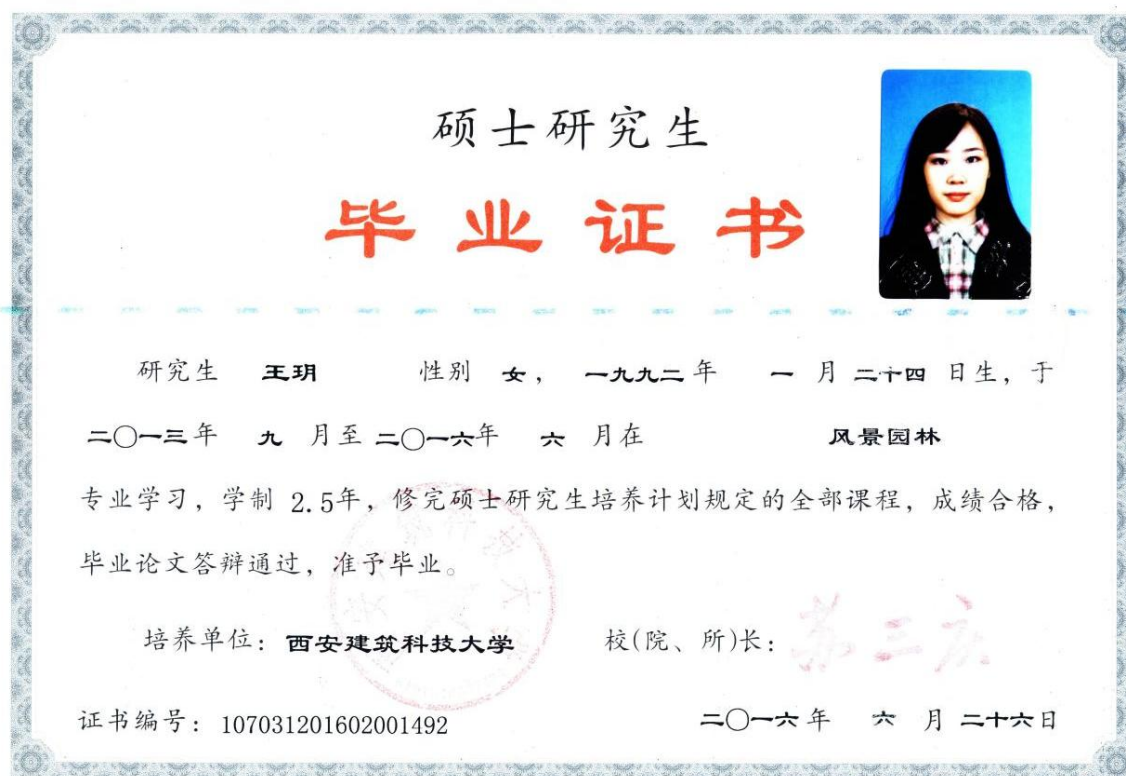 硕士研究生
毕业证书
研究生 王玥 性别 女， 一九九二年 一 月 二十四 日生，于
二〇一三年 九 月至 二〇一六年 六 月在 风景园林
专业学习，学制 2.5年，修完硕士研究生培养计划规定的全部课程，成绩合格，
毕业论文答辩通过，准予毕业。
培养单位：西安建筑科技大学 校(院、所)长：苏三庆
证书编号：107031201602001492 二〇一六年 六 月 二十六日